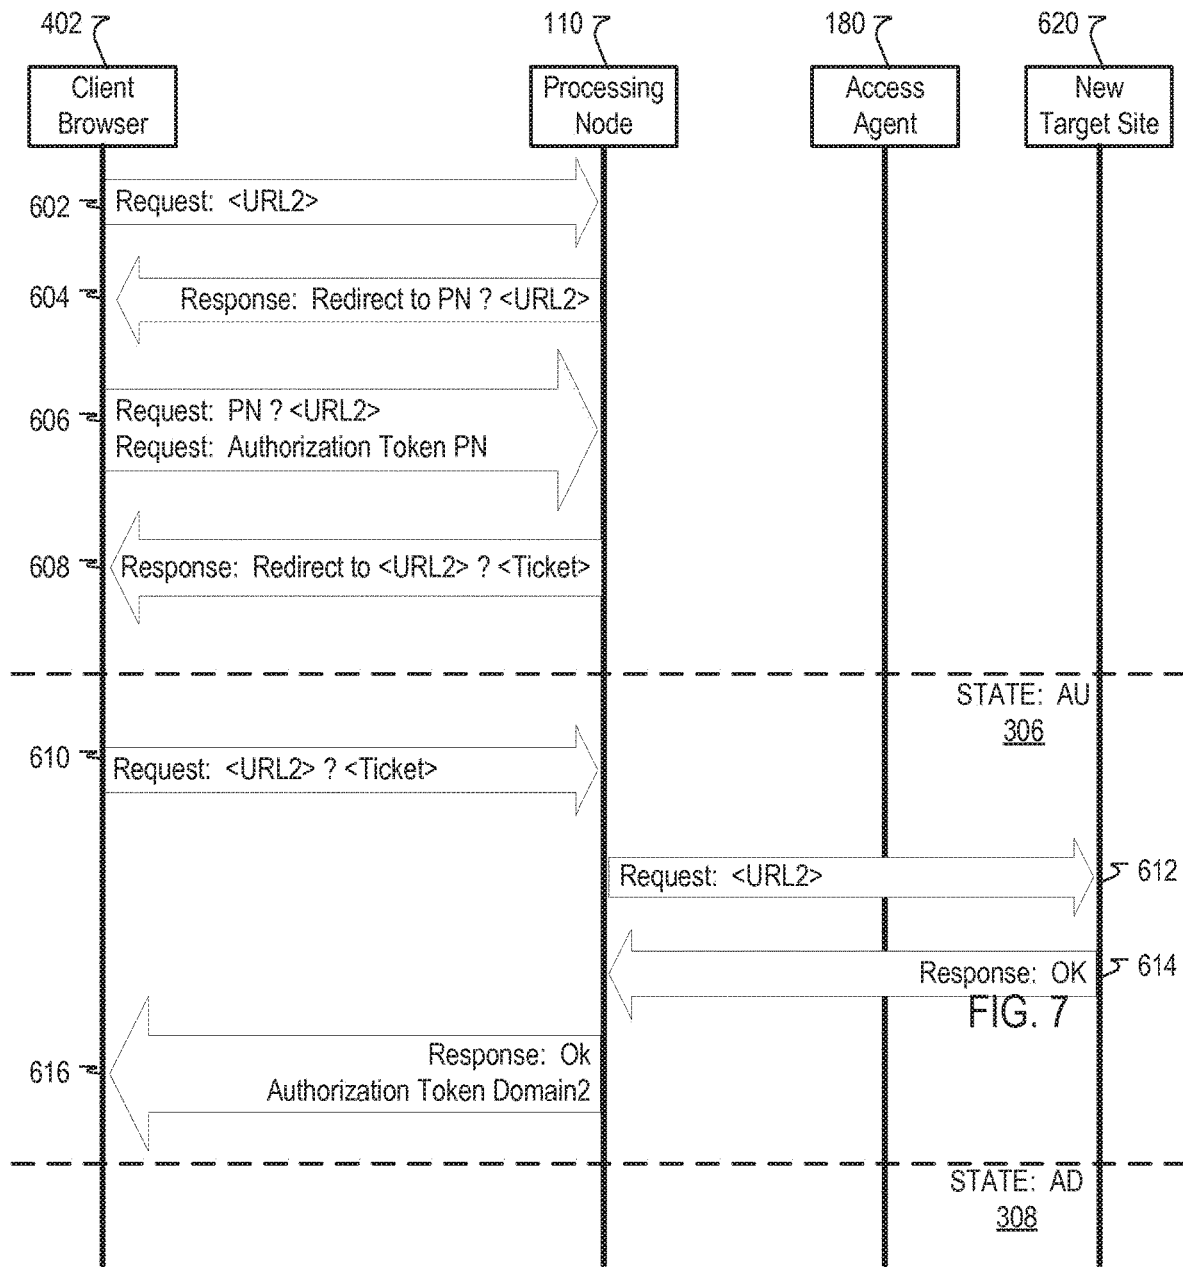 402 110 180 620
Client Browser
Processing Node
Access Agent
New Target Site
602
Request: <URL2>
604
Response: Redirect to PN ? <URL2>
606
Request: PN ? <URL2>
Request: Authorization Token PN
608
Response: Redirect to <URL2> ? <Ticket>
STATE: AU
306
610
Request: <URL2> ? <Ticket>
Request: <URL2>
612
Response: OK
614
FIG. 7
616
Response: Ok
Authorization Token Domain2
STATE: AD
308